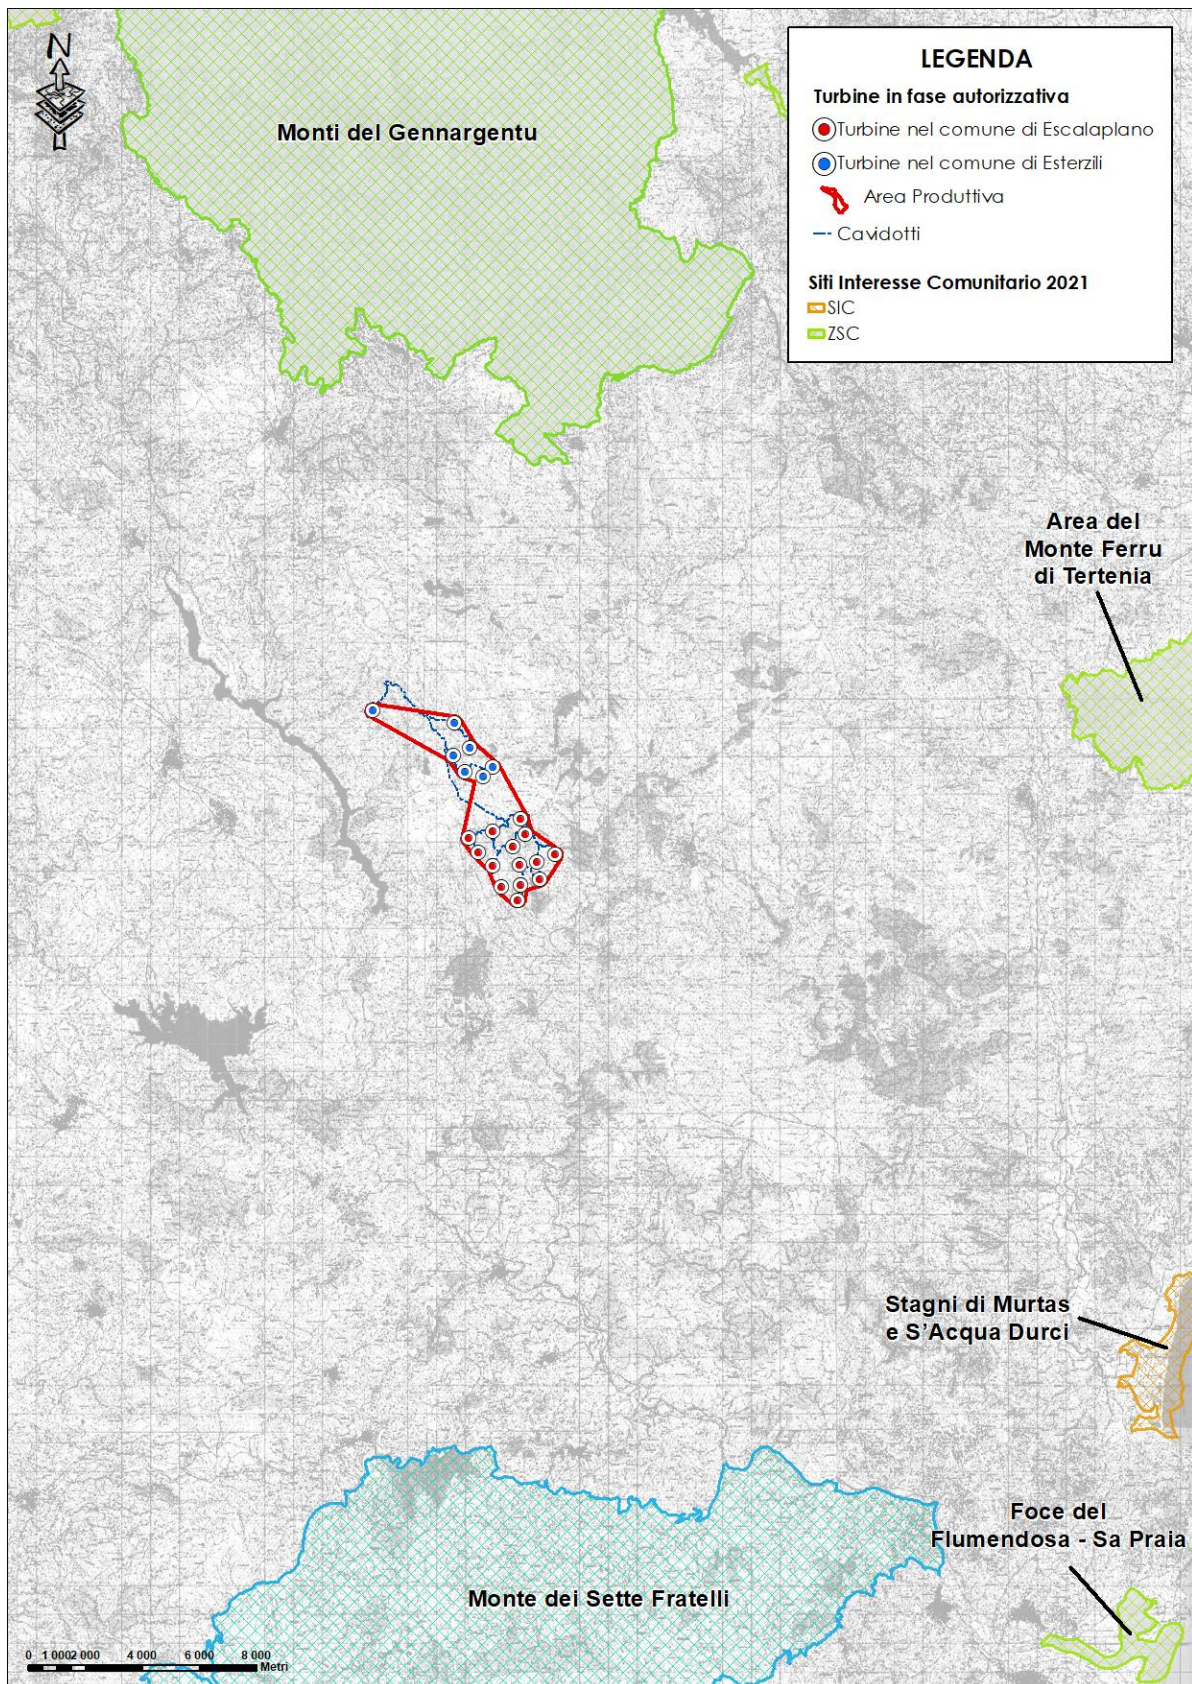 N
LEGENDA
Turbine in fase autorizzativa
Turbine nel comune di Escalaplano
Turbine nel comune di Esterzili
Area Produttiva
Cavidotti
Siti Interesse Comunitario 2021
SIC
ZSC
Monti del Gennargentu
Area del
Monte Ferru
di Tertenia
Stagni di Murtas
e S'Acqua Durci
Foce del
Flumendosa - Sa Praia
Monte dei Sette Fratelli
0 1 000 2 000 4 000 6 000 8 000
Metri